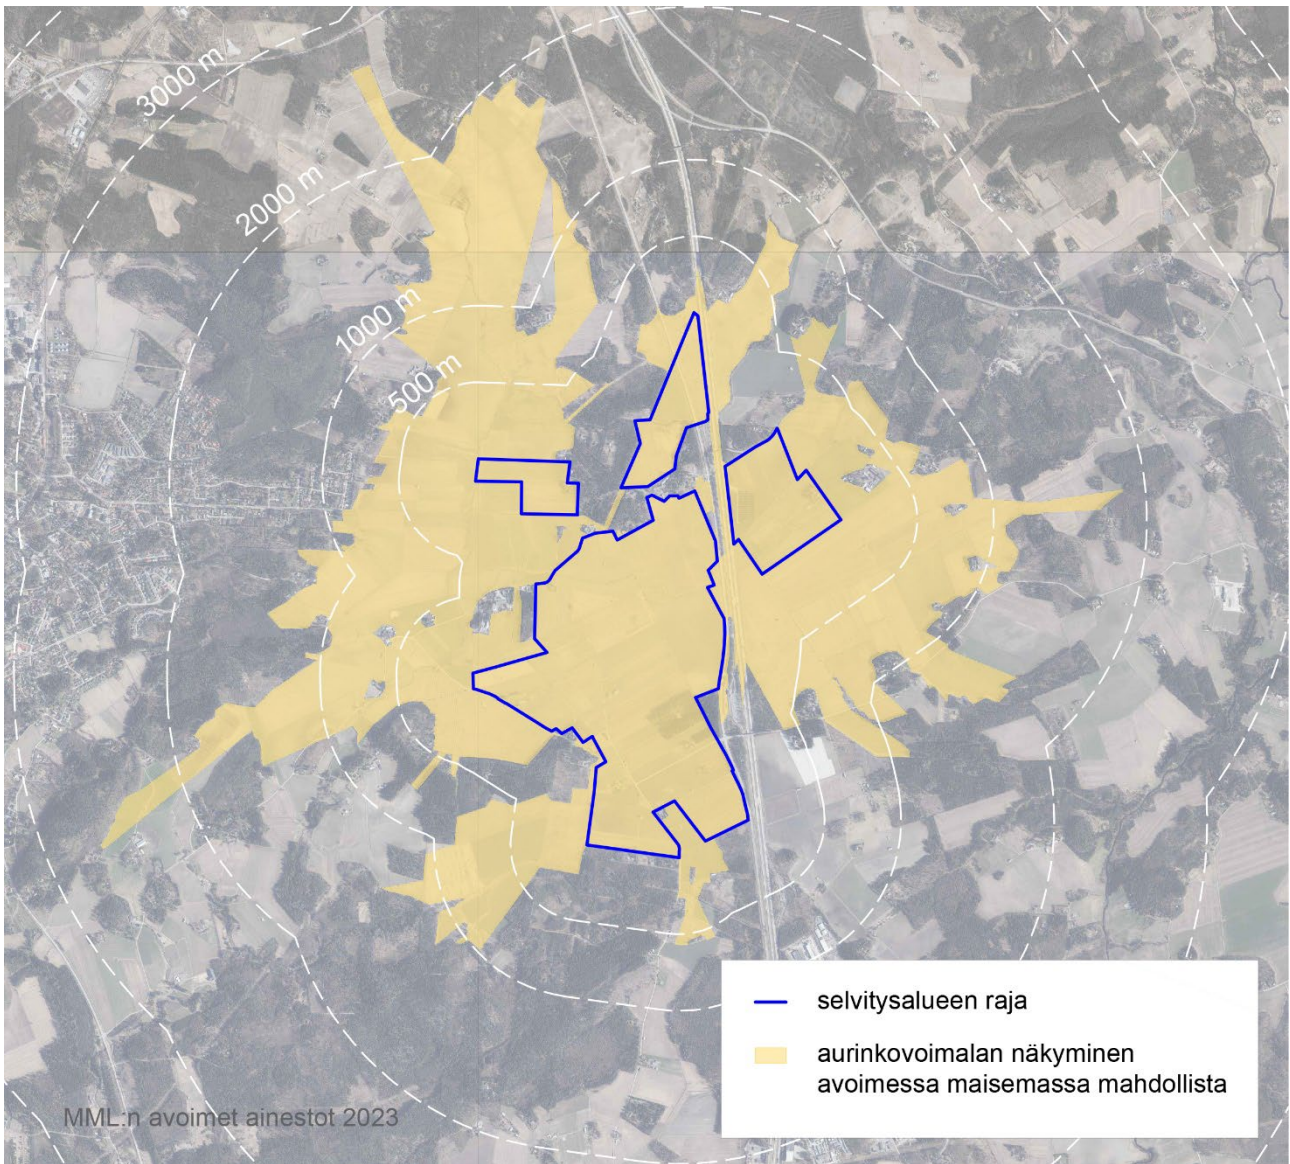 3000 m
2000 m
1000 m
500 m
selvitysalueen raja
aurinkovoimalan näkyminen
avoimessa maisemassa mahdollista
MML:n avoimet ainestot 2023